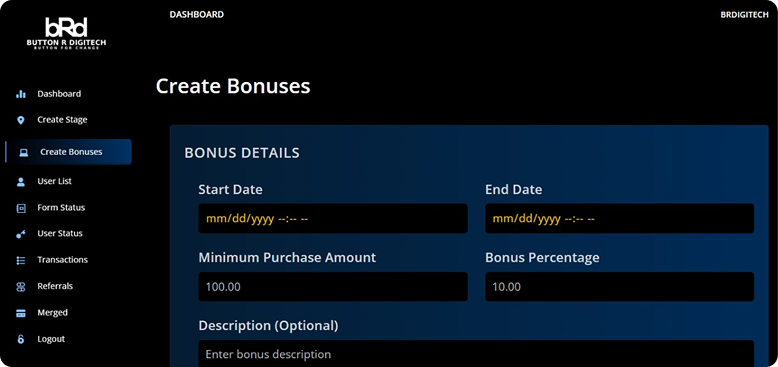 bRd
BUTTON R DIGITECH
BUTTON FOR CHANGE
DASHBOARD
BRDIGITECH
Dashboard
Create Stage
Create Bonuses
User List
Form Status
User Status
Transactions
Referrals
Merged
Logout
Create Bonuses
BONUS DETAILS
Start Date
End Date
mm/dd/yyyy --:-- --
mm/dd/yyyy --:-- --
Minimum Purchase Amount
Bonus Percentage
100.00
10.00
Description (Optional)
Enter bonus description